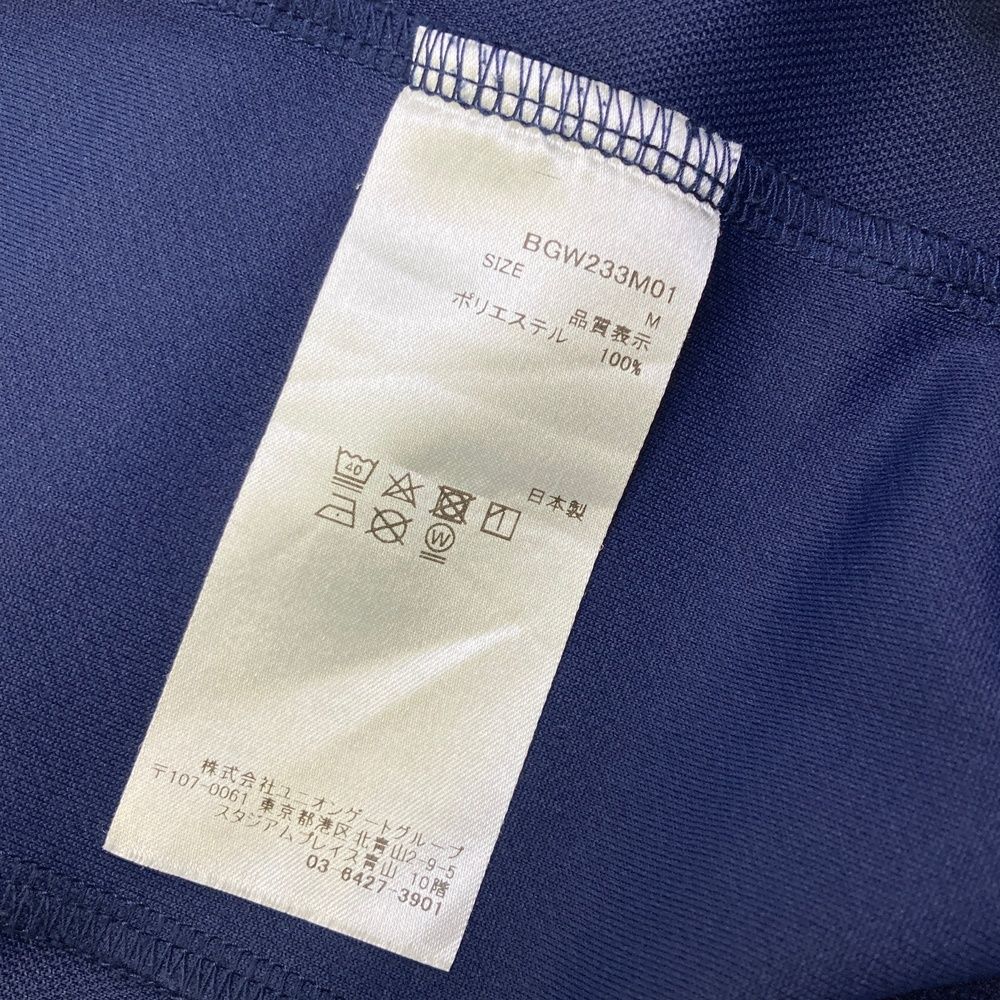 BGW233M01
SIZE M
品質表示
ポリエステル 100%
40
日本製
W
株式会社ユニオンゲートグループ
〒107-0061 東京都港区北青山2-9-5
スタジアムプレイス青山 10階
03 6427-3901